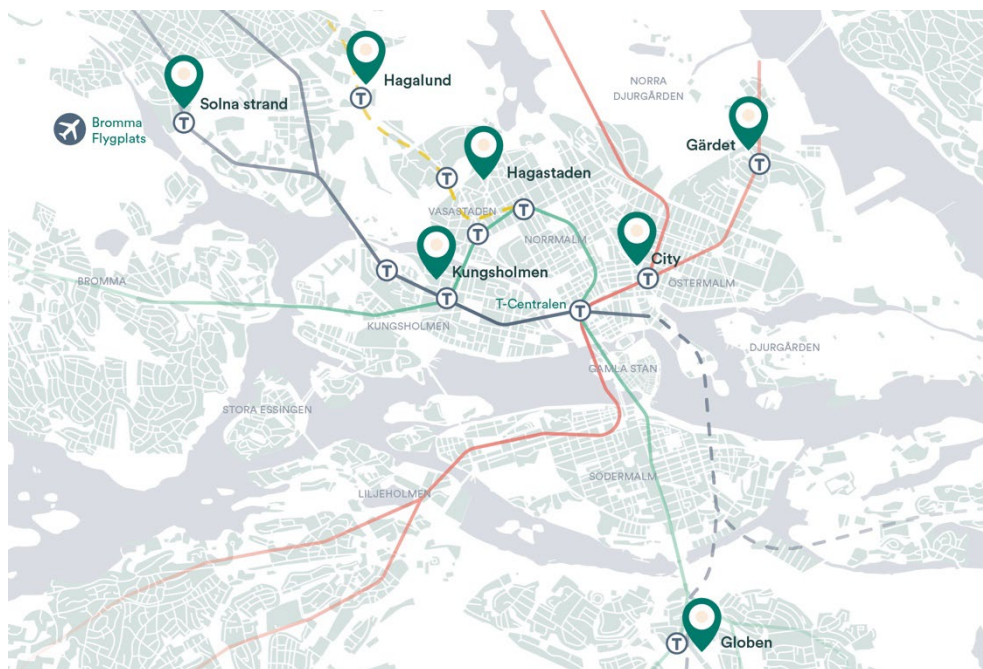 Hagalund
NORRA
DJURGÅRDEN
Solna strand
T
T
Bromma
Flygplats
Gärdet
T
Hagastaden
T
VASASTADEN
T
T
NORRMALM
City
Kungsholmen
T
T
ÖSTERMALM
BROMMA
T
T-Centralen
T
KUNGSHOLMEN
DJURGÅRDEN
GAMLA STAN
STORA ESSINGEN
SÖDERMALM
LILJEHOLMEN
T
Globen